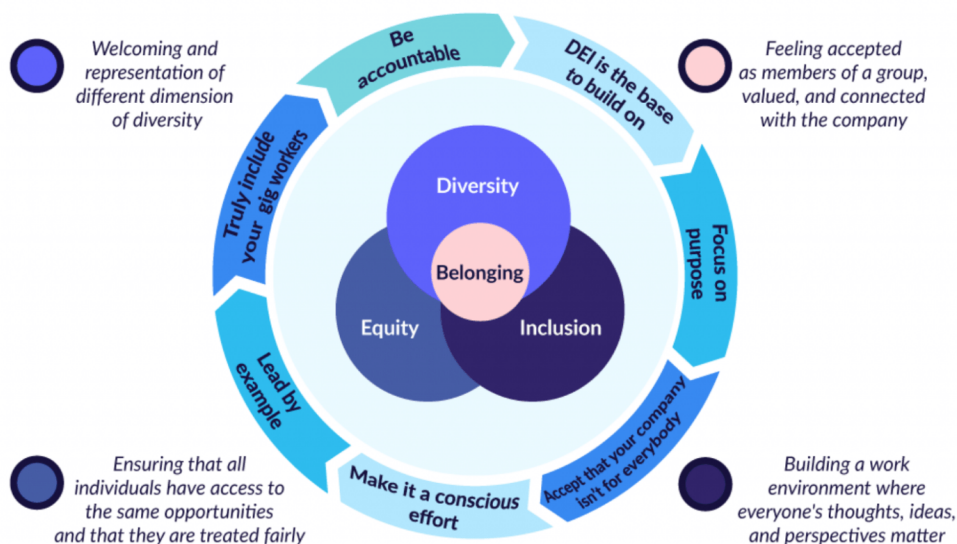 Welcoming and
representation of
different dimension
of diversity
Be
accountable
DEI is the base
to build on
Feeling accepted
as members of a group,
valued, and connected
with the company
Truly include
your gig workers
Focus on
purpose
Diversity
Belonging
Equity
Inclusion
Lead by
example
Accept that your company
isn't for everybody
Make it a conscious
effort
Ensuring that all
individuals have access to
the same opportunities
and that they are treated fairly
Building a work
environment where
everyone's thoughts, ideas,
and perspectives matter